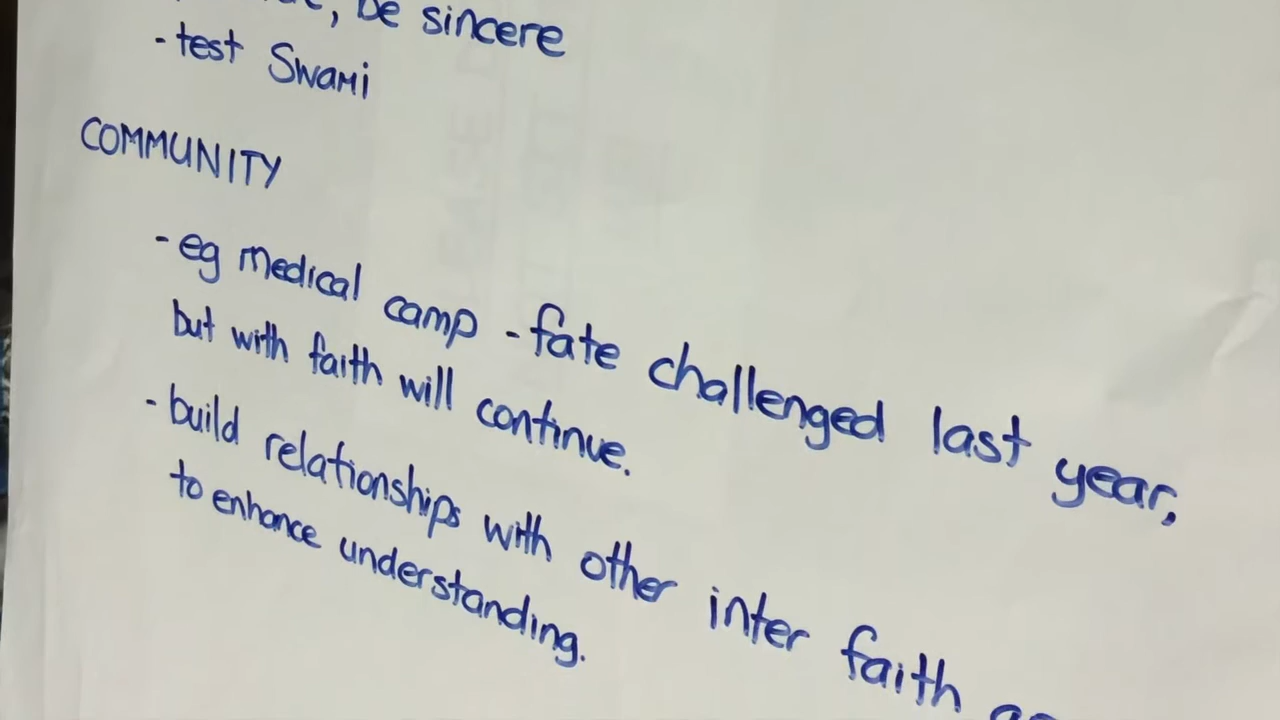 be sincere
- test Swami
COMMUNITY
- eg medical camp - fate challenged last year,
but with faith will continue.
- build relationships with other inter faith
to enhance understanding.